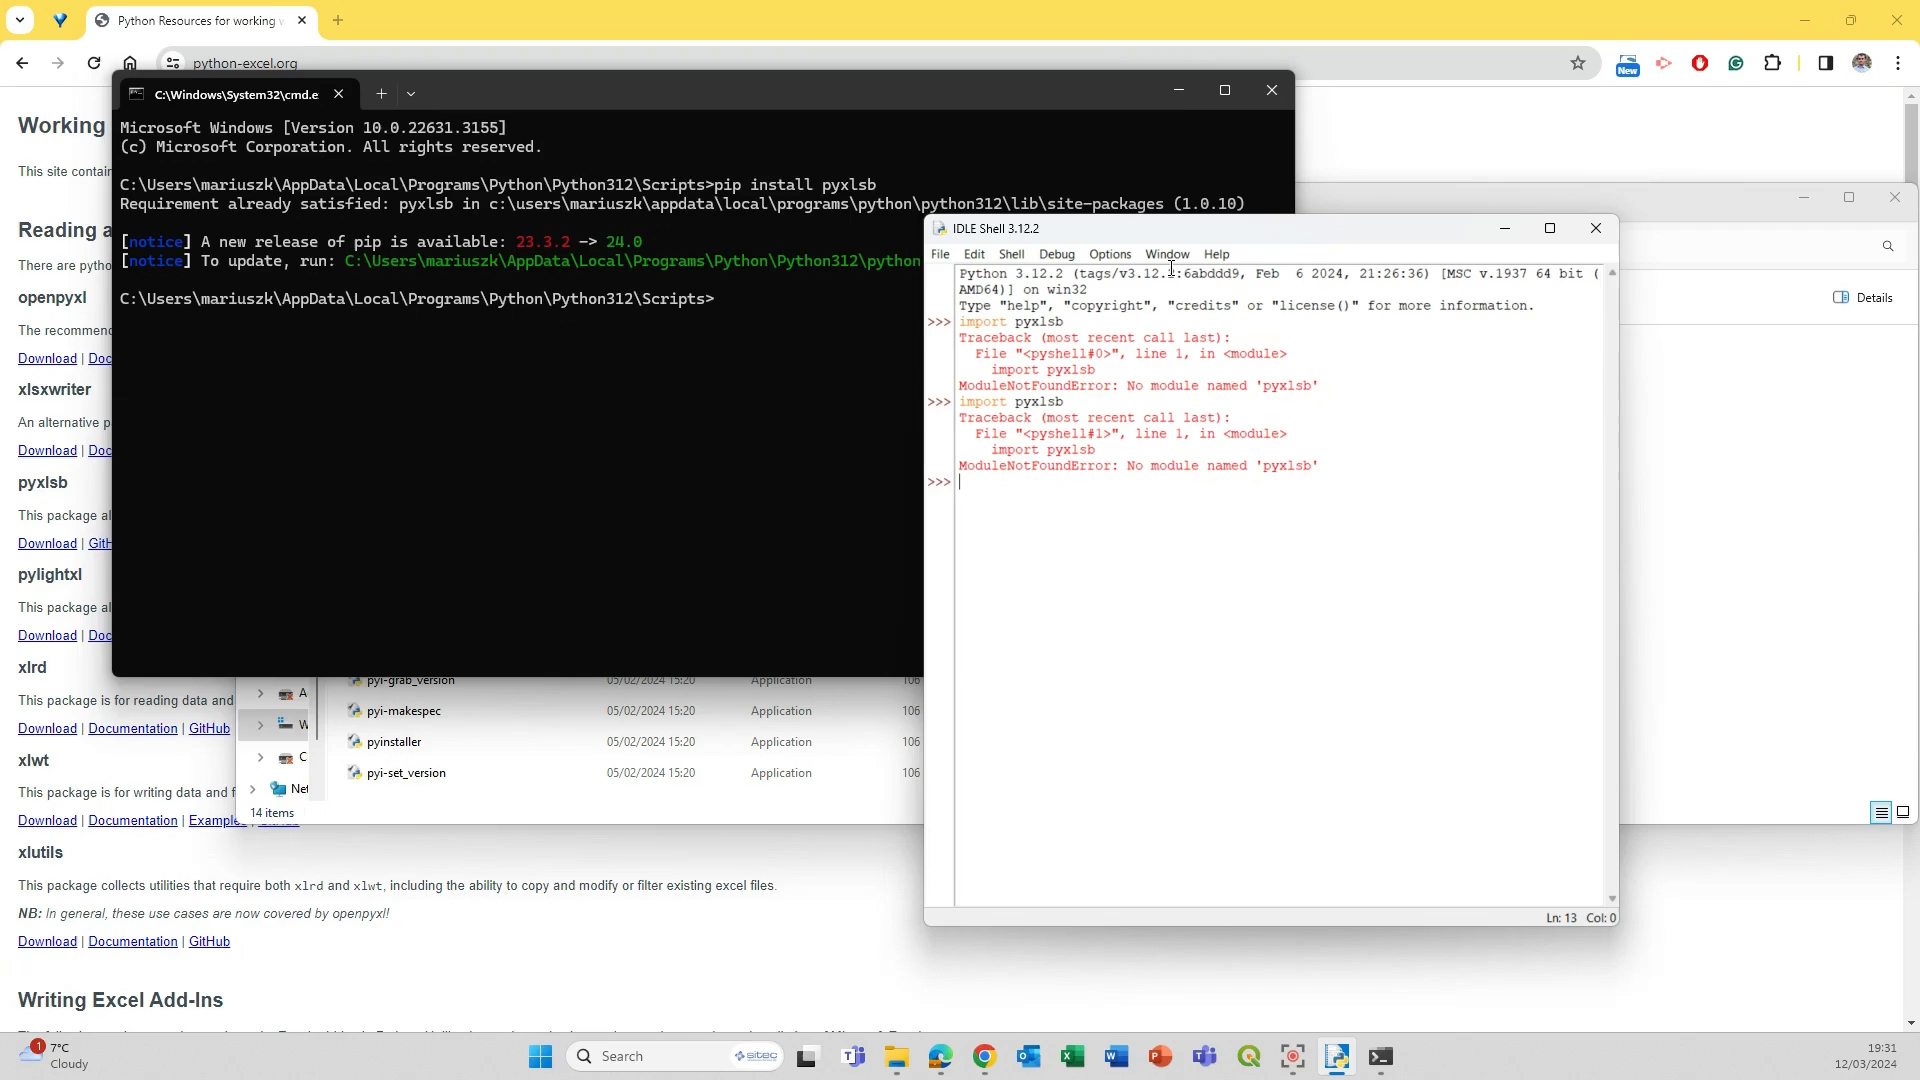 Python Resources for working
python-excel.org
New
Working
This site contain
Reading a
There are pytho
openpyxl
The recommenc
Download | Doc
xlsxwriter
An alternative p
Download | Doc
pyxlsb
This package al
Download | GitH
pylightxl
This package al
Download | Doc
xlrd
This package is for reading data and
Download | Documentation | GitHub
xlwt
This package is for writing data and f
Download | Documentation | Examples
xlutils
This package collects utilities that require both xlrd and xlwt, including the ability to copy and modify or filter existing excel files.
NB: In general, these use cases are now covered by openpyxl!
Download | Documentation | GitHub
Writing Excel Add-Ins
C:\Windows\System32\cmd.e
Microsoft Windows [Version 10.0.22631.3155]
(c) Microsoft Corporation. All rights reserved.
C:\Users\mariuszk\AppData\Local\Programs\Python\Python312\Scripts>pip install pyxlsb
Requirement already satisfied: pyxlsb in c:\users\mariuszk\appdata\local\programs\python\python312\lib\site-packages (1.0.10)
[notice] A new release of pip is available: 23.3.2 -> 24.0
[notice] To update, run: C:\Users\mariuszk\AppData\Local\Programs\Python\Python312\python
C:\Users\mariuszk\AppData\Local\Programs\Python\Python312\Scripts>
IDLE Shell 3.12.2
File Edit Shell Debug Options Window Help
Python 3.12.2 (tags/v3.12.2:6abddd9, Feb 6 2024, 21:26:36) [MSC v.1937 64 bit (
AMD64)] on win32
Type "help", "copyright", "credits" or "license()" for more information.
>>> import pyxlsb
Traceback (most recent call last):
File "<pyshell#0>", line 1, in <module>
import pyxlsb
ModuleNotFoundError: No module named 'pyxlsb'
>>> import pyxlsb
Traceback (most recent call last):
File "<pyshell#1>", line 1, in <module>
import pyxlsb
ModuleNotFoundError: No module named 'pyxlsb'
>>>
Ln: 13 Col: 0
Details
A
W
C
Net
pyi-grab_version 05/02/2024 15:20 Application 106
pyi-makespec 05/02/2024 15:20 Application 106
pyinstaller 05/02/2024 15:20 Application 106
pyi-set_version 05/02/2024 15:20 Application 106
14 items
1
7°C
Cloudy
Search
sitec
19:31
12/03/2024